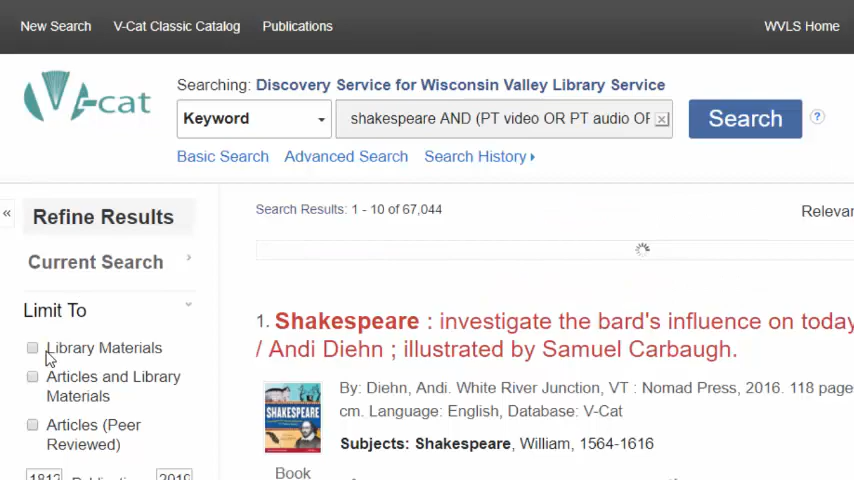 New Search V-Cat Classic Catalog Publications WVLS Home
V-cat
Searching: Discovery Service for Wisconsin Valley Library Service
Keyword shakespeare AND (PT video OR PT audio OF Search ?
Basic Search Advanced Search Search History
« Refine Results
Search Results: 1 - 10 of 67,044
Relevan
Current Search
Limit To
1. Shakespeare : investigate the bard's influence on today
/ Andi Diehn ; illustrated by Samuel Carbaugh.
Library Materials
Articles and Library
Materials
Articles (Peer
Reviewed)
By: Diehn, Andi. White River Junction, VT : Nomad Press, 2016. 118 page
cm. Language: English, Database: V-Cat
SHAKESPEARE
Subjects: Shakespeare, William, 1564-1616
Book